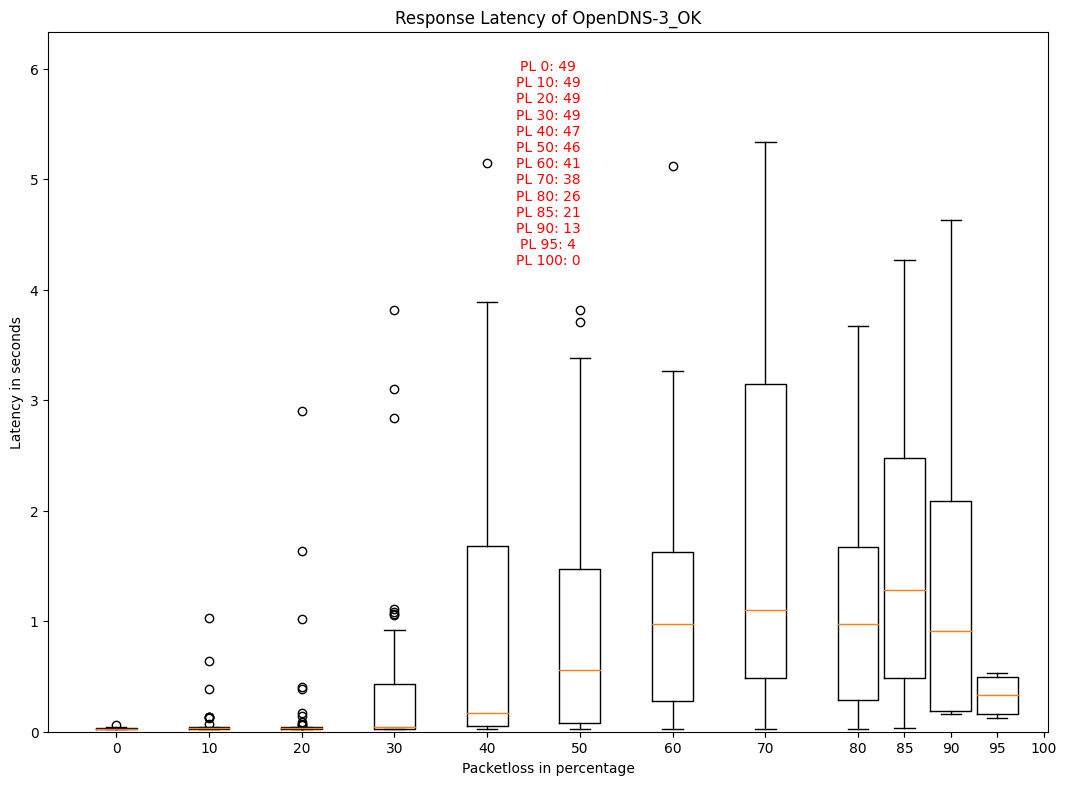 Response Latency of OpenDNS-3_OK
PL 0: 49
PL 10: 49
PL 20: 49
PL 30: 49
PL 40: 47
PL 50: 46
PL 60: 41
PL 70: 38
PL 80: 26
PL 85: 21
PL 90: 13
PL 95: 4
PL 100: 0
Latency in seconds
6
5
4
3
2
1
0
0 10 20 30 40 50 60 70 80 85 90 95 100
Packetloss in percentage